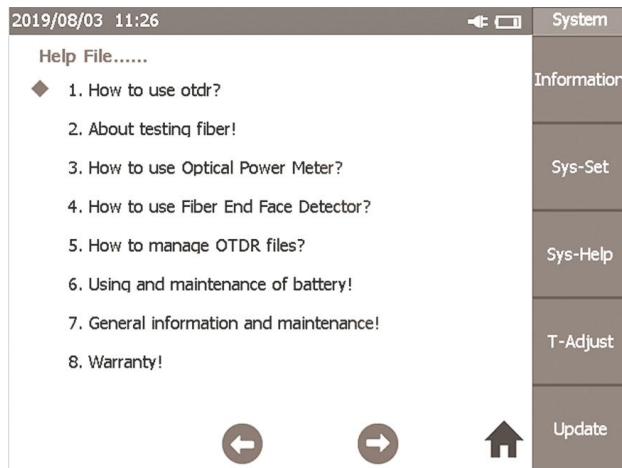 2019/08/03 11:26
System
Help File......
1. How to use otdr?
2. About testing fiber!
3. How to use Optical Power Meter?
4. How to use Fiber End Face Detector?
5. How to manage OTDR files?
6. Using and maintenance of battery!
7. General information and maintenance!
8. Warranty!
Information
Sys-Set
Sys-Help
T-Adjust
Update